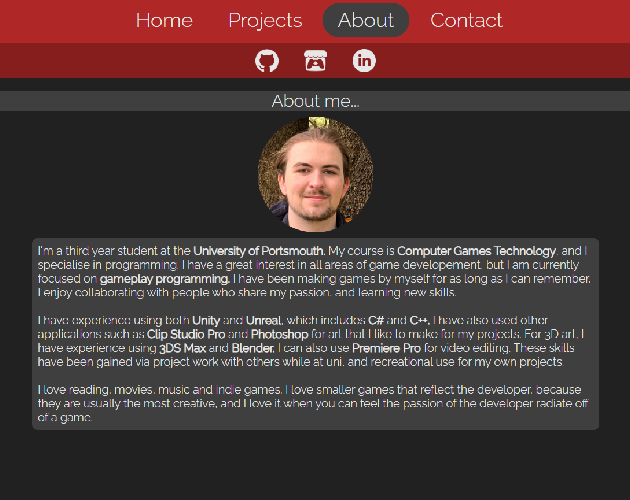 Home Projects About Contact
About me...
I'm a third year student at the University of Portsmouth. My course is Computer Games Technology, and I
specialise in programming. I have a great interest in all areas of game developement, but I am currently
focused on gameplay programming. I have been making games by myself for as long as I can remember.
I enjoy collaborating with people who share my passion, and learning new skills.
I have experience using both Unity and Unreal, which includes C# and C++. I have also used other
applications such as Clip Studio Pro and Photoshop for art that I like to make for my projects. For 3D art, I
have experience using 3DS Max and Blender. I can also use Premiere Pro for video editing. These skills
have been gained via project work with others while at uni, and recreational use for my own projects.
I love reading, movies, music and indie games. I love smaller games that reflect the developer, because
they are usually the most creative, and I love it when you can feel the passion of the developer radiate off
of a game.